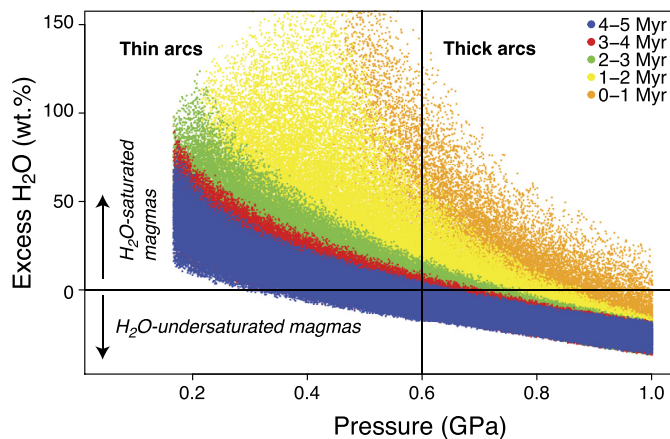 150
100
50
0
Excess H₂O (wt.%)
Thin arcs
Thick arcs
4–5 Myr
3–4 Myr
2–3 Myr
1–2 Myr
0–1 Myr
H₂O-saturated
magmas
H₂O-undersaturated magmas
0.2
0.4
0.6
0.8
1.0
Pressure (GPa)